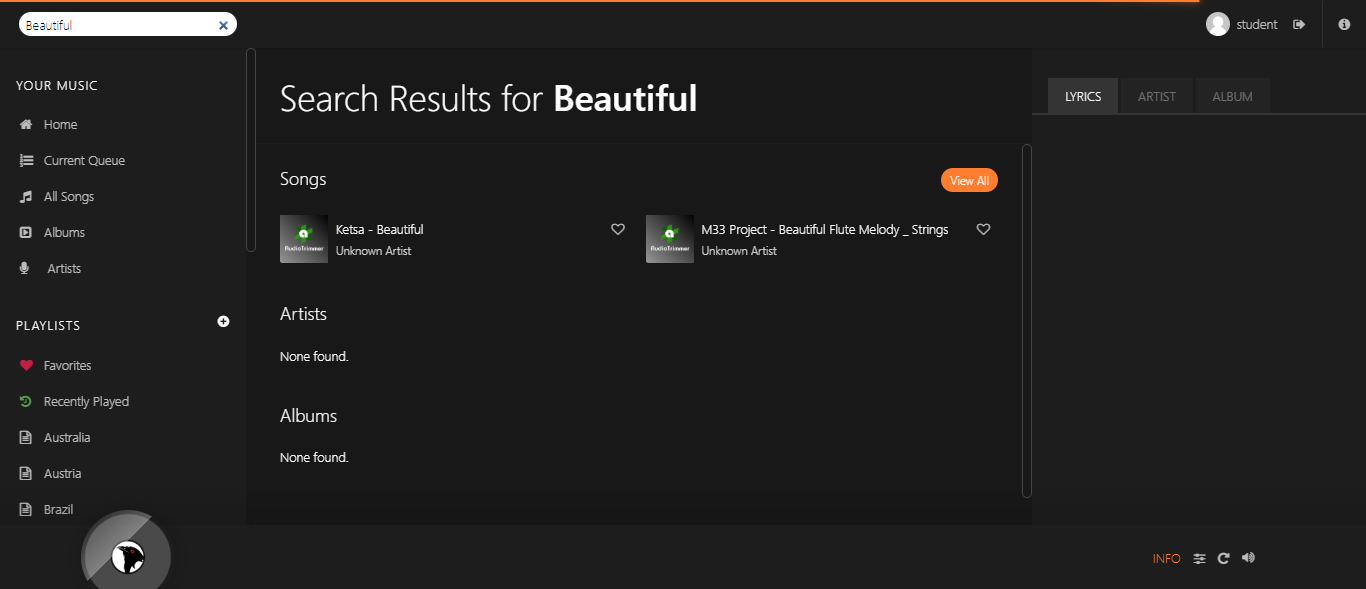 Beautiful
student
YOUR MUSIC
Home
Current Queue
All Songs
Albums
Artists
PLAYLISTS
Favorites
Recently Played
Australia
Austria
Brazil
Search Results for Beautiful
Songs
View All
AudioTrimmer
Ketsa - Beautiful
Unknown Artist
AudioTrimmer
M33 Project - Beautiful Flute Melody _ Strings
Unknown Artist
Artists
None found.
Albums
None found.
LYRICS
ARTIST
ALBUM
INFO